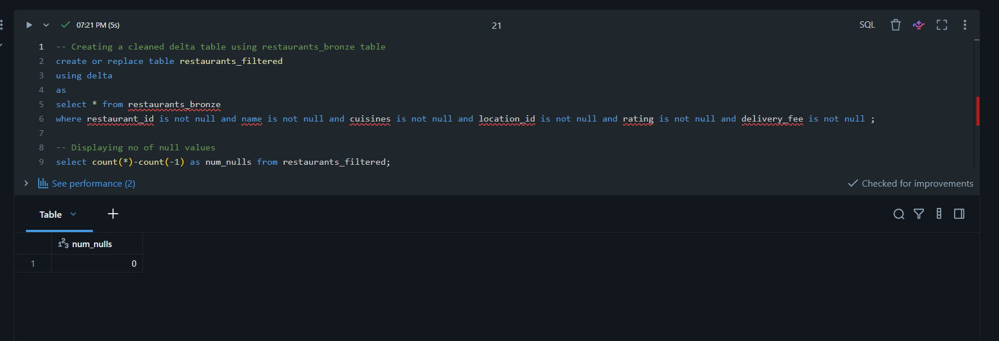 07:21 PM (5s)
21
SQL
1 -- Creating a cleaned delta table using restaurants_bronze table
2 create or replace table restaurants_filtered
3 using delta
4 as
5 select * from restaurants_bronze
6 where restaurant_id is not null and name is not null and cuisines is not null and location_id is not null and rating is not null and delivery_fee is not null ;
7
8 -- Displaying no of null values
9 select count(*)-count(-1) as num_nulls from restaurants_filtered;
See performance (2)
Checked for improvements
Table
123 num_nulls
1 0